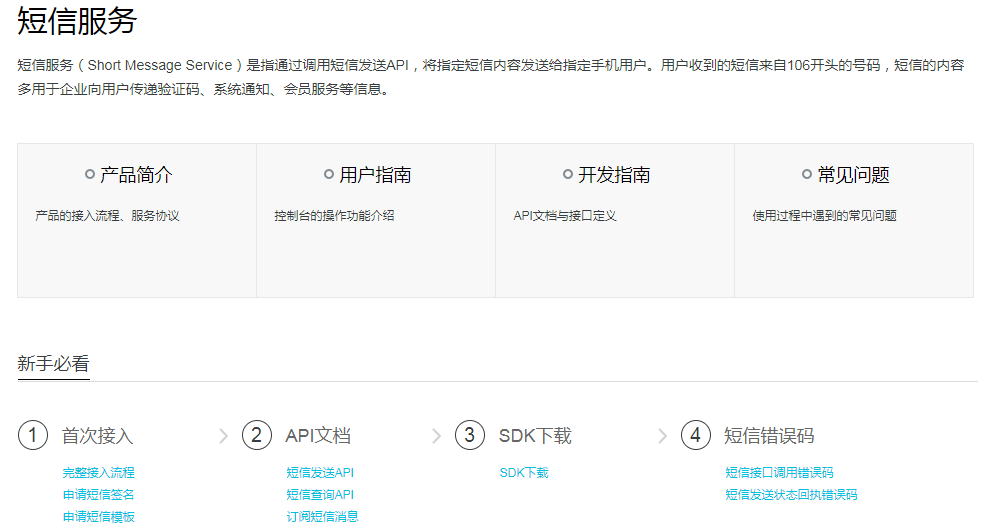 短信服务
短信服务（Short Message Service）是指通过调用短信发送API，将指定短信内容发送给指定手机用户。用户收到的短信来自106开头的号码，短信的内容
多用于企业向用户传递验证码、系统通知、会员服务等信息。
产品简介
产品的接入流程、服务协议
用户指南
控制台的操作功能介绍
开发指南
API文档与接口定义
常见问题
使用过程中遇到的常见问题
新手必看
1 首次接入
完整接入流程
申请短信签名
申请短信模板
2 API文档
短信发送API
短信查询API
订阅短信消息
3 SDK下载
SDK下载
4 短信错误码
短信接口调用错误码
短信发送状态回执错误码